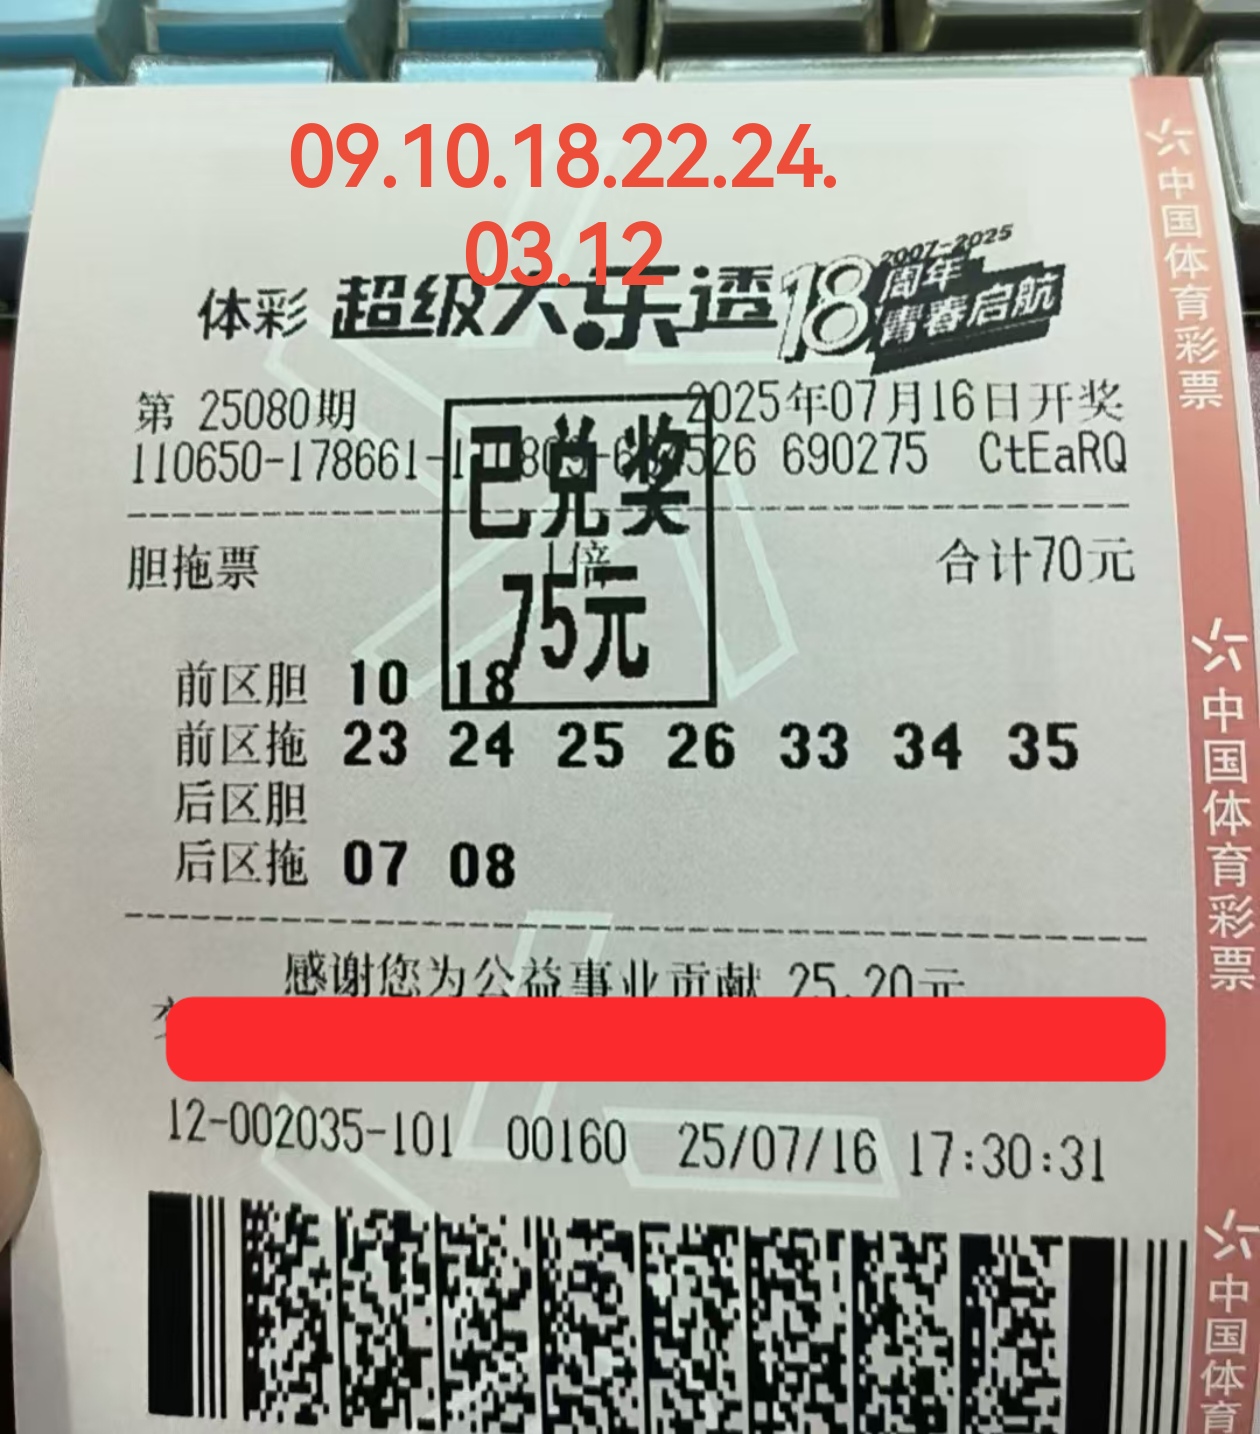 09.10.18.22.24.
03.12
体彩 超级大乐透 18 周年 2007-2025
青春启航
第 25080期 2025年07月16日开奖
110650-178661- 526 690275 CtEaRQ
已兑奖
75元
胆拖票 1倍 合计70元
前区胆 10 18
前区拖 23 24 25 26 33 34 35
后区胆
后区拖 07 08
感谢您为公益事业贡献 25.20元
12-002035-101 00160 25/07/16 17:30:31
中国体育彩票
中国体育彩票
中国体育